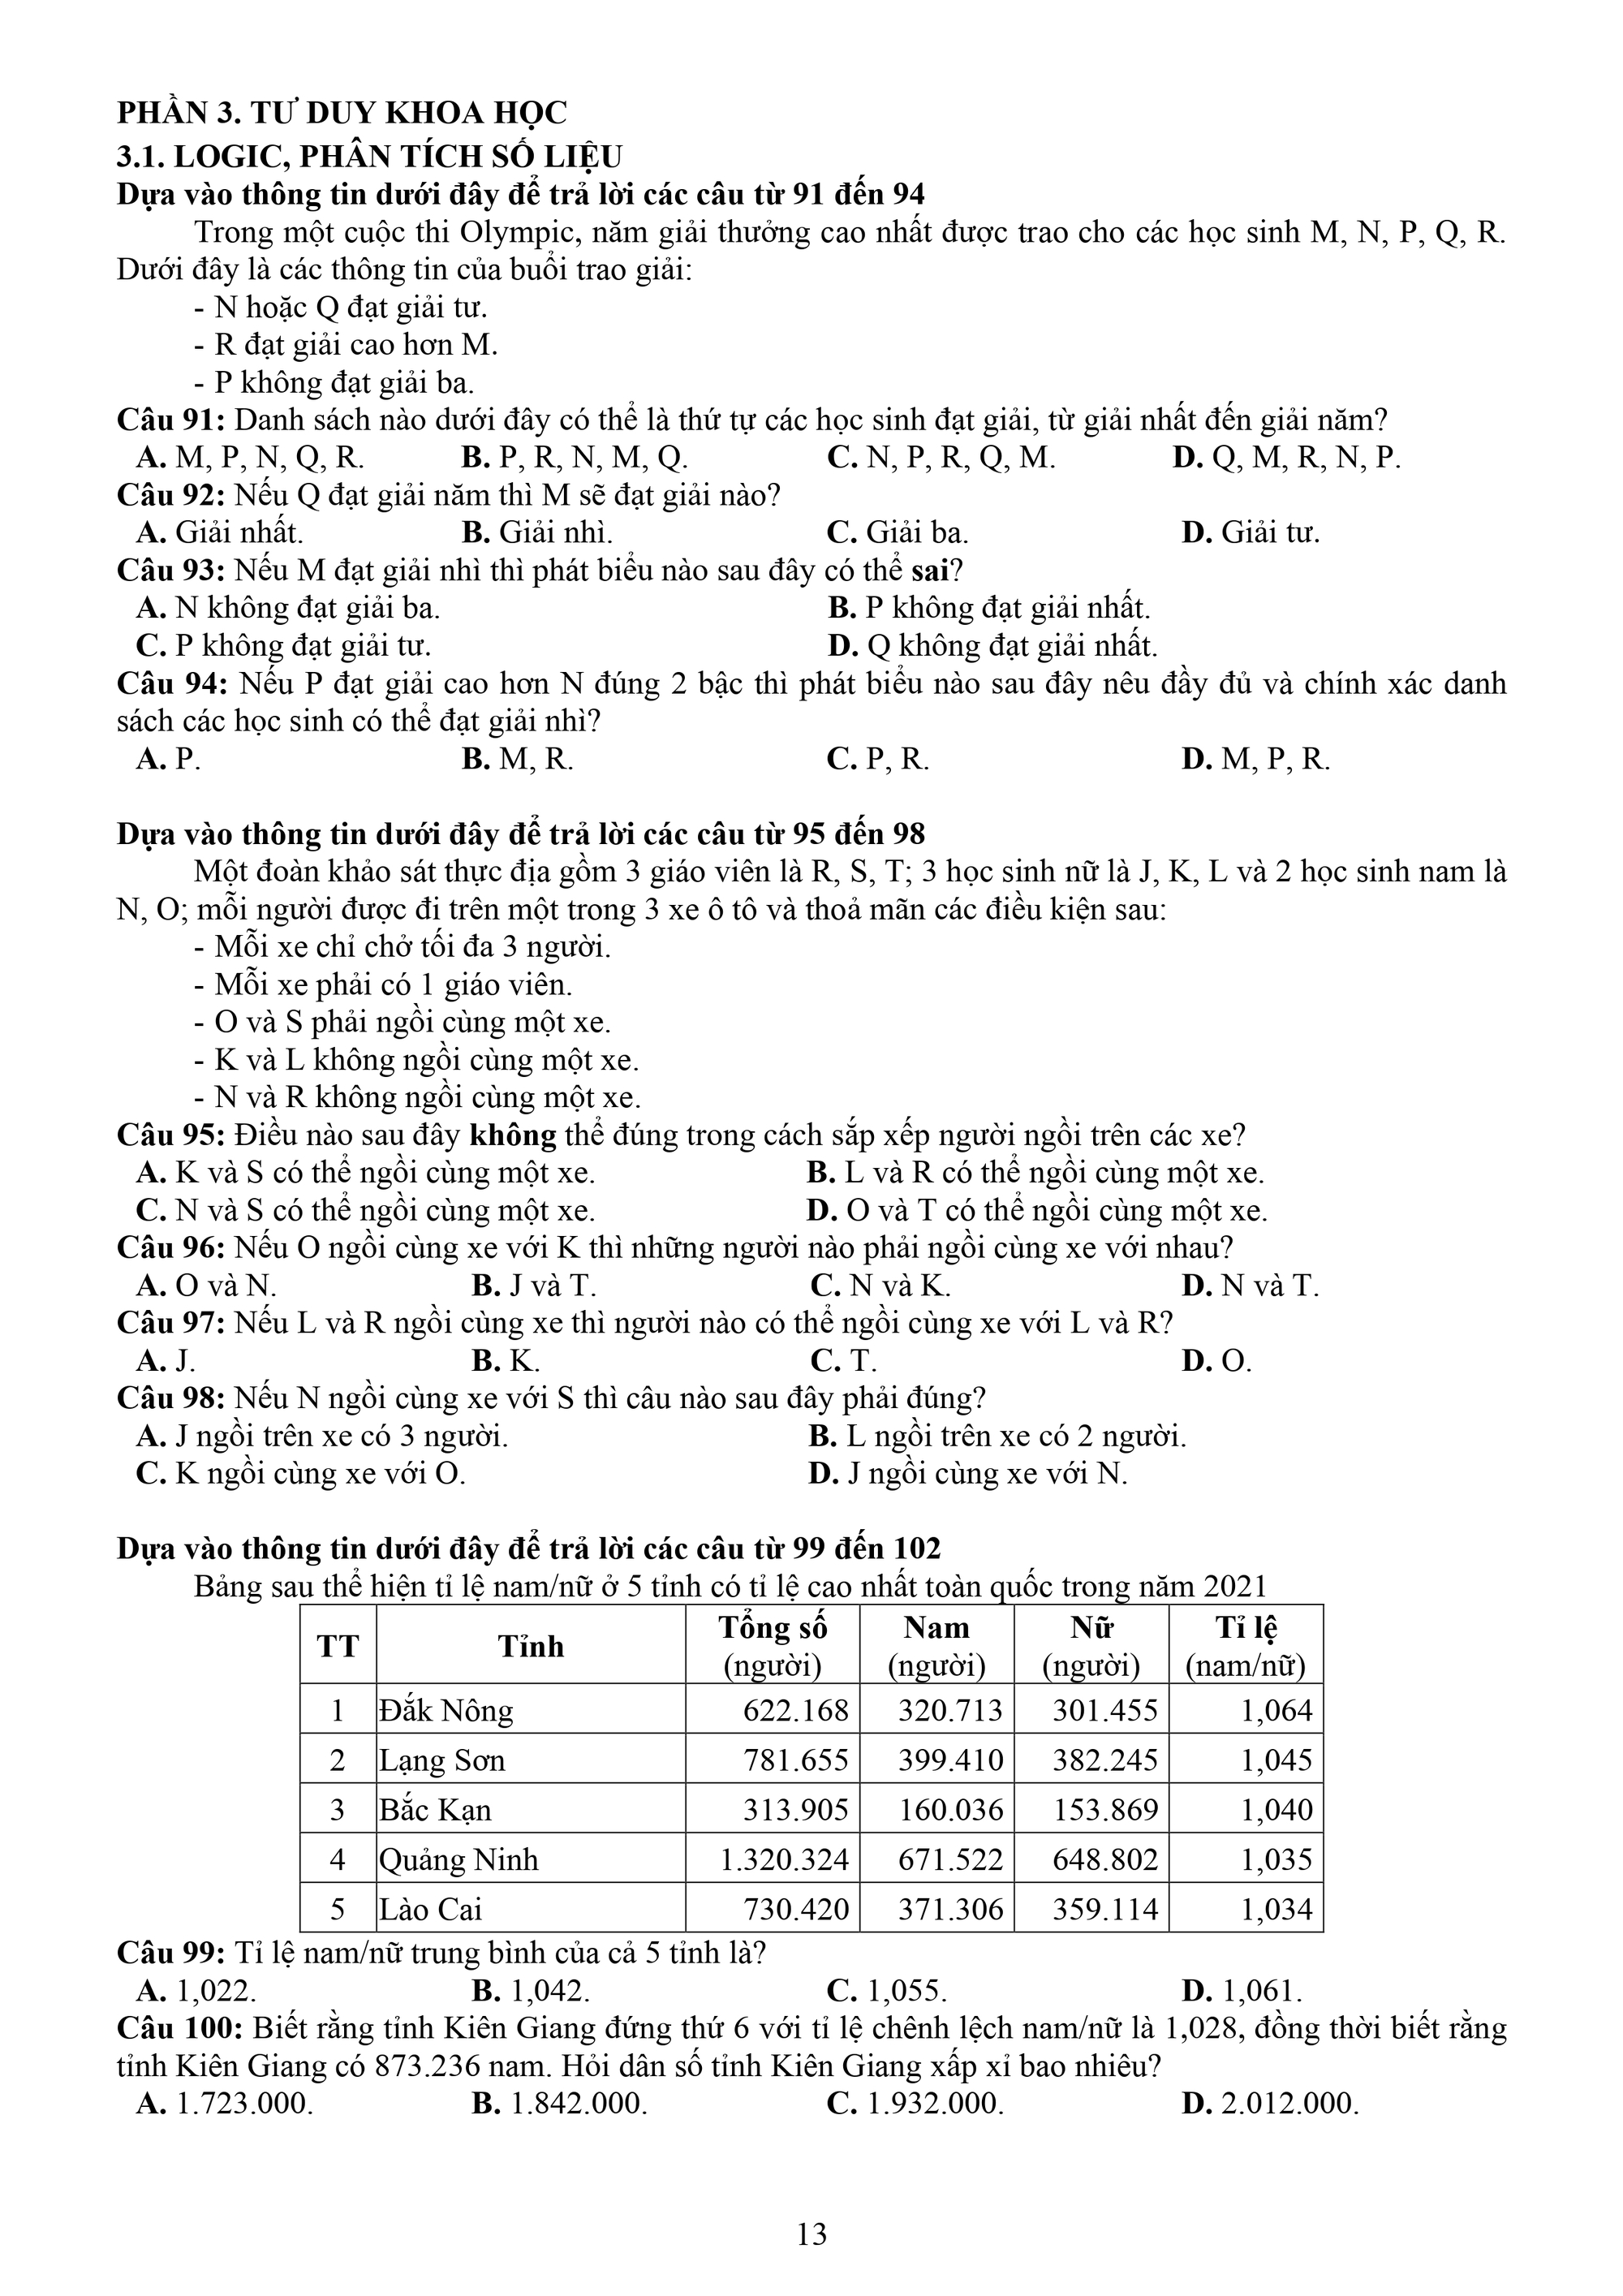 PHẦN 3. TƯ DUY KHOA HỌC
3.1. LOGIC, PHÂN TÍCH SỐ LIỆU
Dựa vào thông tin dưới đây để trả lời các câu từ 91 đến 94
Trong một cuộc thi Olympic, năm giải thưởng cao nhất được trao cho các học sinh M, N, P, Q, R.
Dưới đây là các thông tin của buổi trao giải:
- N hoặc Q đạt giải tư.
- R đạt giải cao hơn M.
- P không đạt giải ba.
Câu 91: Danh sách nào dưới đây có thể là thứ tự các học sinh đạt giải, từ giải nhất đến giải năm?
A. M, P, N, Q, R. B. P, R, N, M, Q. C. N, P, R, Q, M. D. Q, M, R, N, P.
Câu 92: Nếu Q đạt giải năm thì M sẽ đạt giải nào?
A. Giải nhất. B. Giải nhì. C. Giải ba. D. Giải tư.
Câu 93: Nếu M đạt giải nhì thì phát biểu nào sau đây có thể sai?
A. N không đạt giải ba. B. P không đạt giải nhất.
C. P không đạt giải tư. D. Q không đạt giải nhất.
Câu 94: Nếu P đạt giải cao hơn N đúng 2 bậc thì phát biểu nào sau đây nêu đầy đủ và chính xác danh
sách các học sinh có thể đạt giải nhì?
A. P. B. M, R. C. P, R. D. M, P, R.
Dựa vào thông tin dưới đây để trả lời các câu từ 95 đến 98
Một đoàn khảo sát thực địa gồm 3 giáo viên là R, S, T; 3 học sinh nữ là J, K, L và 2 học sinh nam là
N, O; mỗi người được đi trên một trong 3 xe ô tô và thoả mãn các điều kiện sau:
- Mỗi xe chỉ chở tối đa 3 người.
- Mỗi xe phải có 1 giáo viên.
- O và S phải ngồi cùng một xe.
- K và L không ngồi cùng một xe.
- N và R không ngồi cùng một xe.
Câu 95: Điều nào sau đây không thể đúng trong cách sắp xếp người ngồi trên các xe?
A. K và S có thể ngồi cùng một xe. B. L và R có thể ngồi cùng một xe.
C. N và S có thể ngồi cùng một xe. D. O và T có thể ngồi cùng một xe.
Câu 96: Nếu O ngồi cùng xe với K thì những người nào phải ngồi cùng xe với nhau?
A. O và N. B. J và T. C. N và K. D. N và T.
Câu 97: Nếu L và R ngồi cùng xe thì người nào có thể ngồi cùng xe với L và R?
A. J. B. K. C. T. D. O.
Câu 98: Nếu N ngồi cùng xe với S thì câu nào sau đây phải đúng?
A. J ngồi trên xe có 3 người. B. L ngồi trên xe có 2 người.
C. K ngồi cùng xe với O. D. J ngồi cùng xe với N.
Dựa vào thông tin dưới đây để trả lời các câu từ 99 đến 102
Bảng sau thể hiện tỉ lệ nam/nữ ở 5 tỉnh có tỉ lệ cao nhất toàn quốc trong năm 2021
TT Tỉnh Tổng số (người) Nam (người) Nữ (người) Tỉ lệ (nam/nữ)
1 Đắk Nông 622.168 320.713 301.455 1,064
2 Lạng Sơn 781.655 399.410 382.245 1,045
3 Bắc Kạn 313.905 160.036 153.869 1,040
4 Quảng Ninh 1.320.324 671.522 648.802 1,035
5 Lào Cai 730.420 371.306 359.114 1,034
Câu 99: Tỉ lệ nam/nữ trung bình của cả 5 tỉnh là?
A. 1,022. B. 1,042. C. 1,055. D. 1,061.
Câu 100: Biết rằng tỉnh Kiên Giang đứng thứ 6 với tỉ lệ chênh lệch nam/nữ là 1,028, đồng thời biết rằng
tỉnh Kiên Giang có 873.236 nam. Hỏi dân số tỉnh Kiên Giang xấp xỉ bao nhiêu?
A. 1.723.000. B. 1.842.000. C. 1.932.000. D. 2.012.000.
13